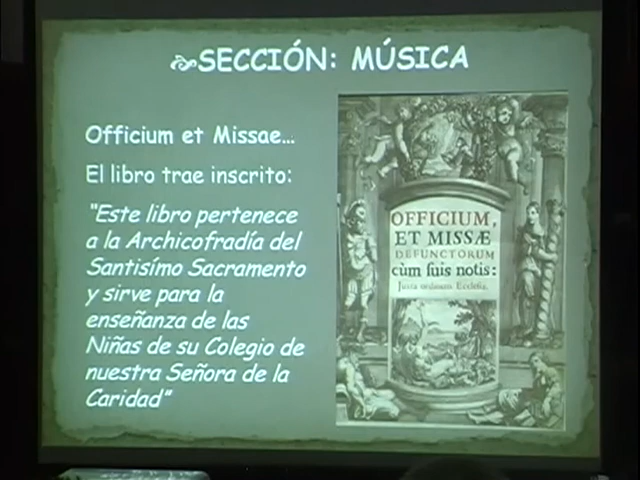 SECCIÓN: MÚSICA
Officium et Missae...
El libro trae inscrito:
"Este libro pertenece
a la Archicofradía del
Santisímo Sacramento
y sirve para la
enseñanza de las
Niñas de su Colegio de
nuestra Señora de la
Caridad"
OFFICIUM,
ET MISSÆ
DEFUNCTORUM
cùm suis notis:
Juxta ordinem Ecclesiæ.